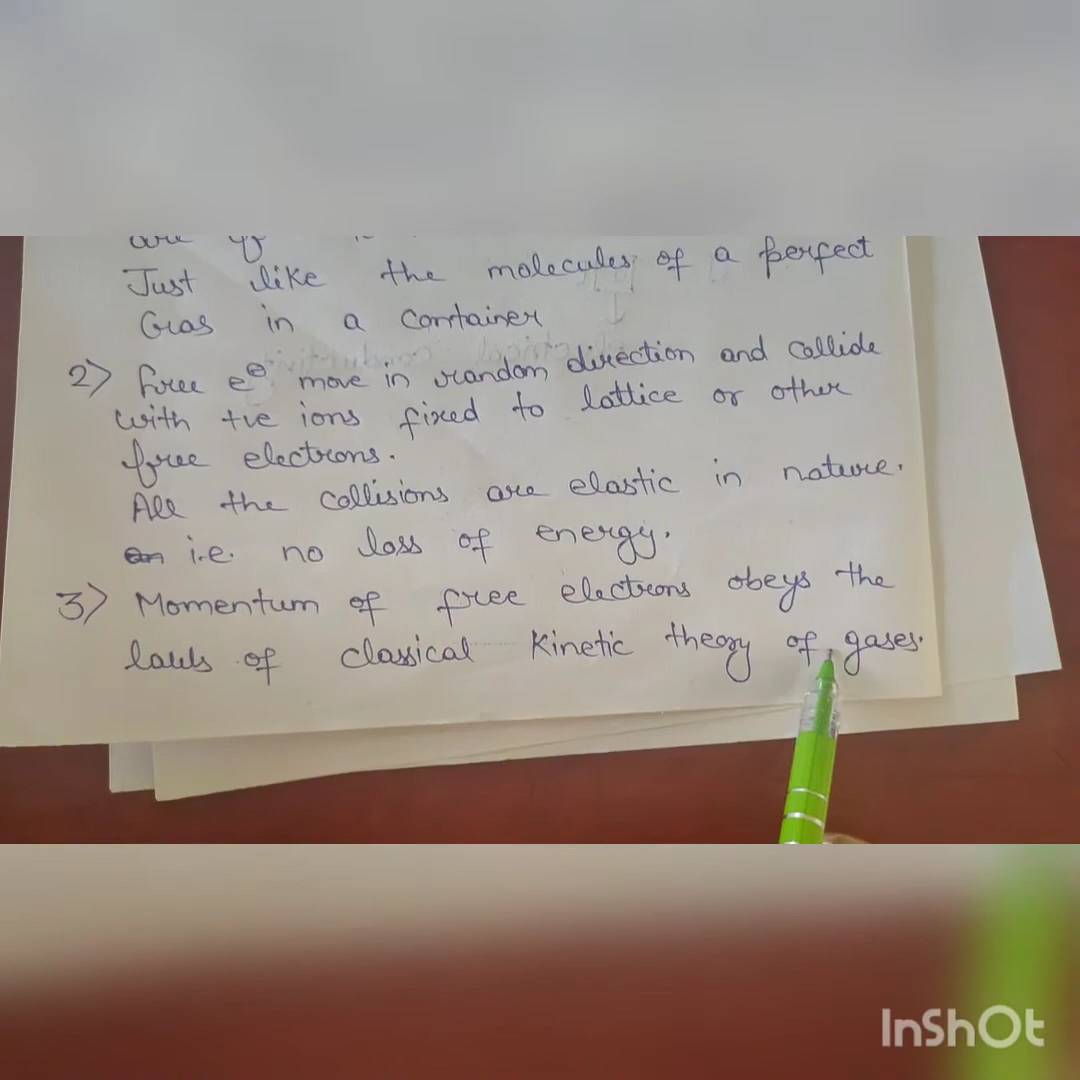 are
Just like the molecules of a perfect
Gas in a container
2) free e⊖ move in random direction and collide
with +ve ions fixed to lattice or other
free electrons.
All the collisions are elastic in nature.
i.e. no loss of energy.
3) Momentum of free electrons obeys the
laws of classical kinetic theory of gases.
InShOt